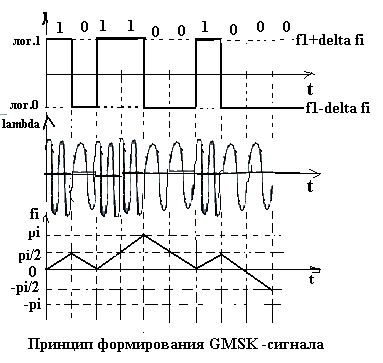 1 0 1 1 0 0 1 0 0 0
лог.1
f1+delta fi
t
лог.0
f1-delta fi
lambda
t
fi
pi
pi/2
0
t
-pi/2
-pi
Принцип формирования GMSK -сигнала